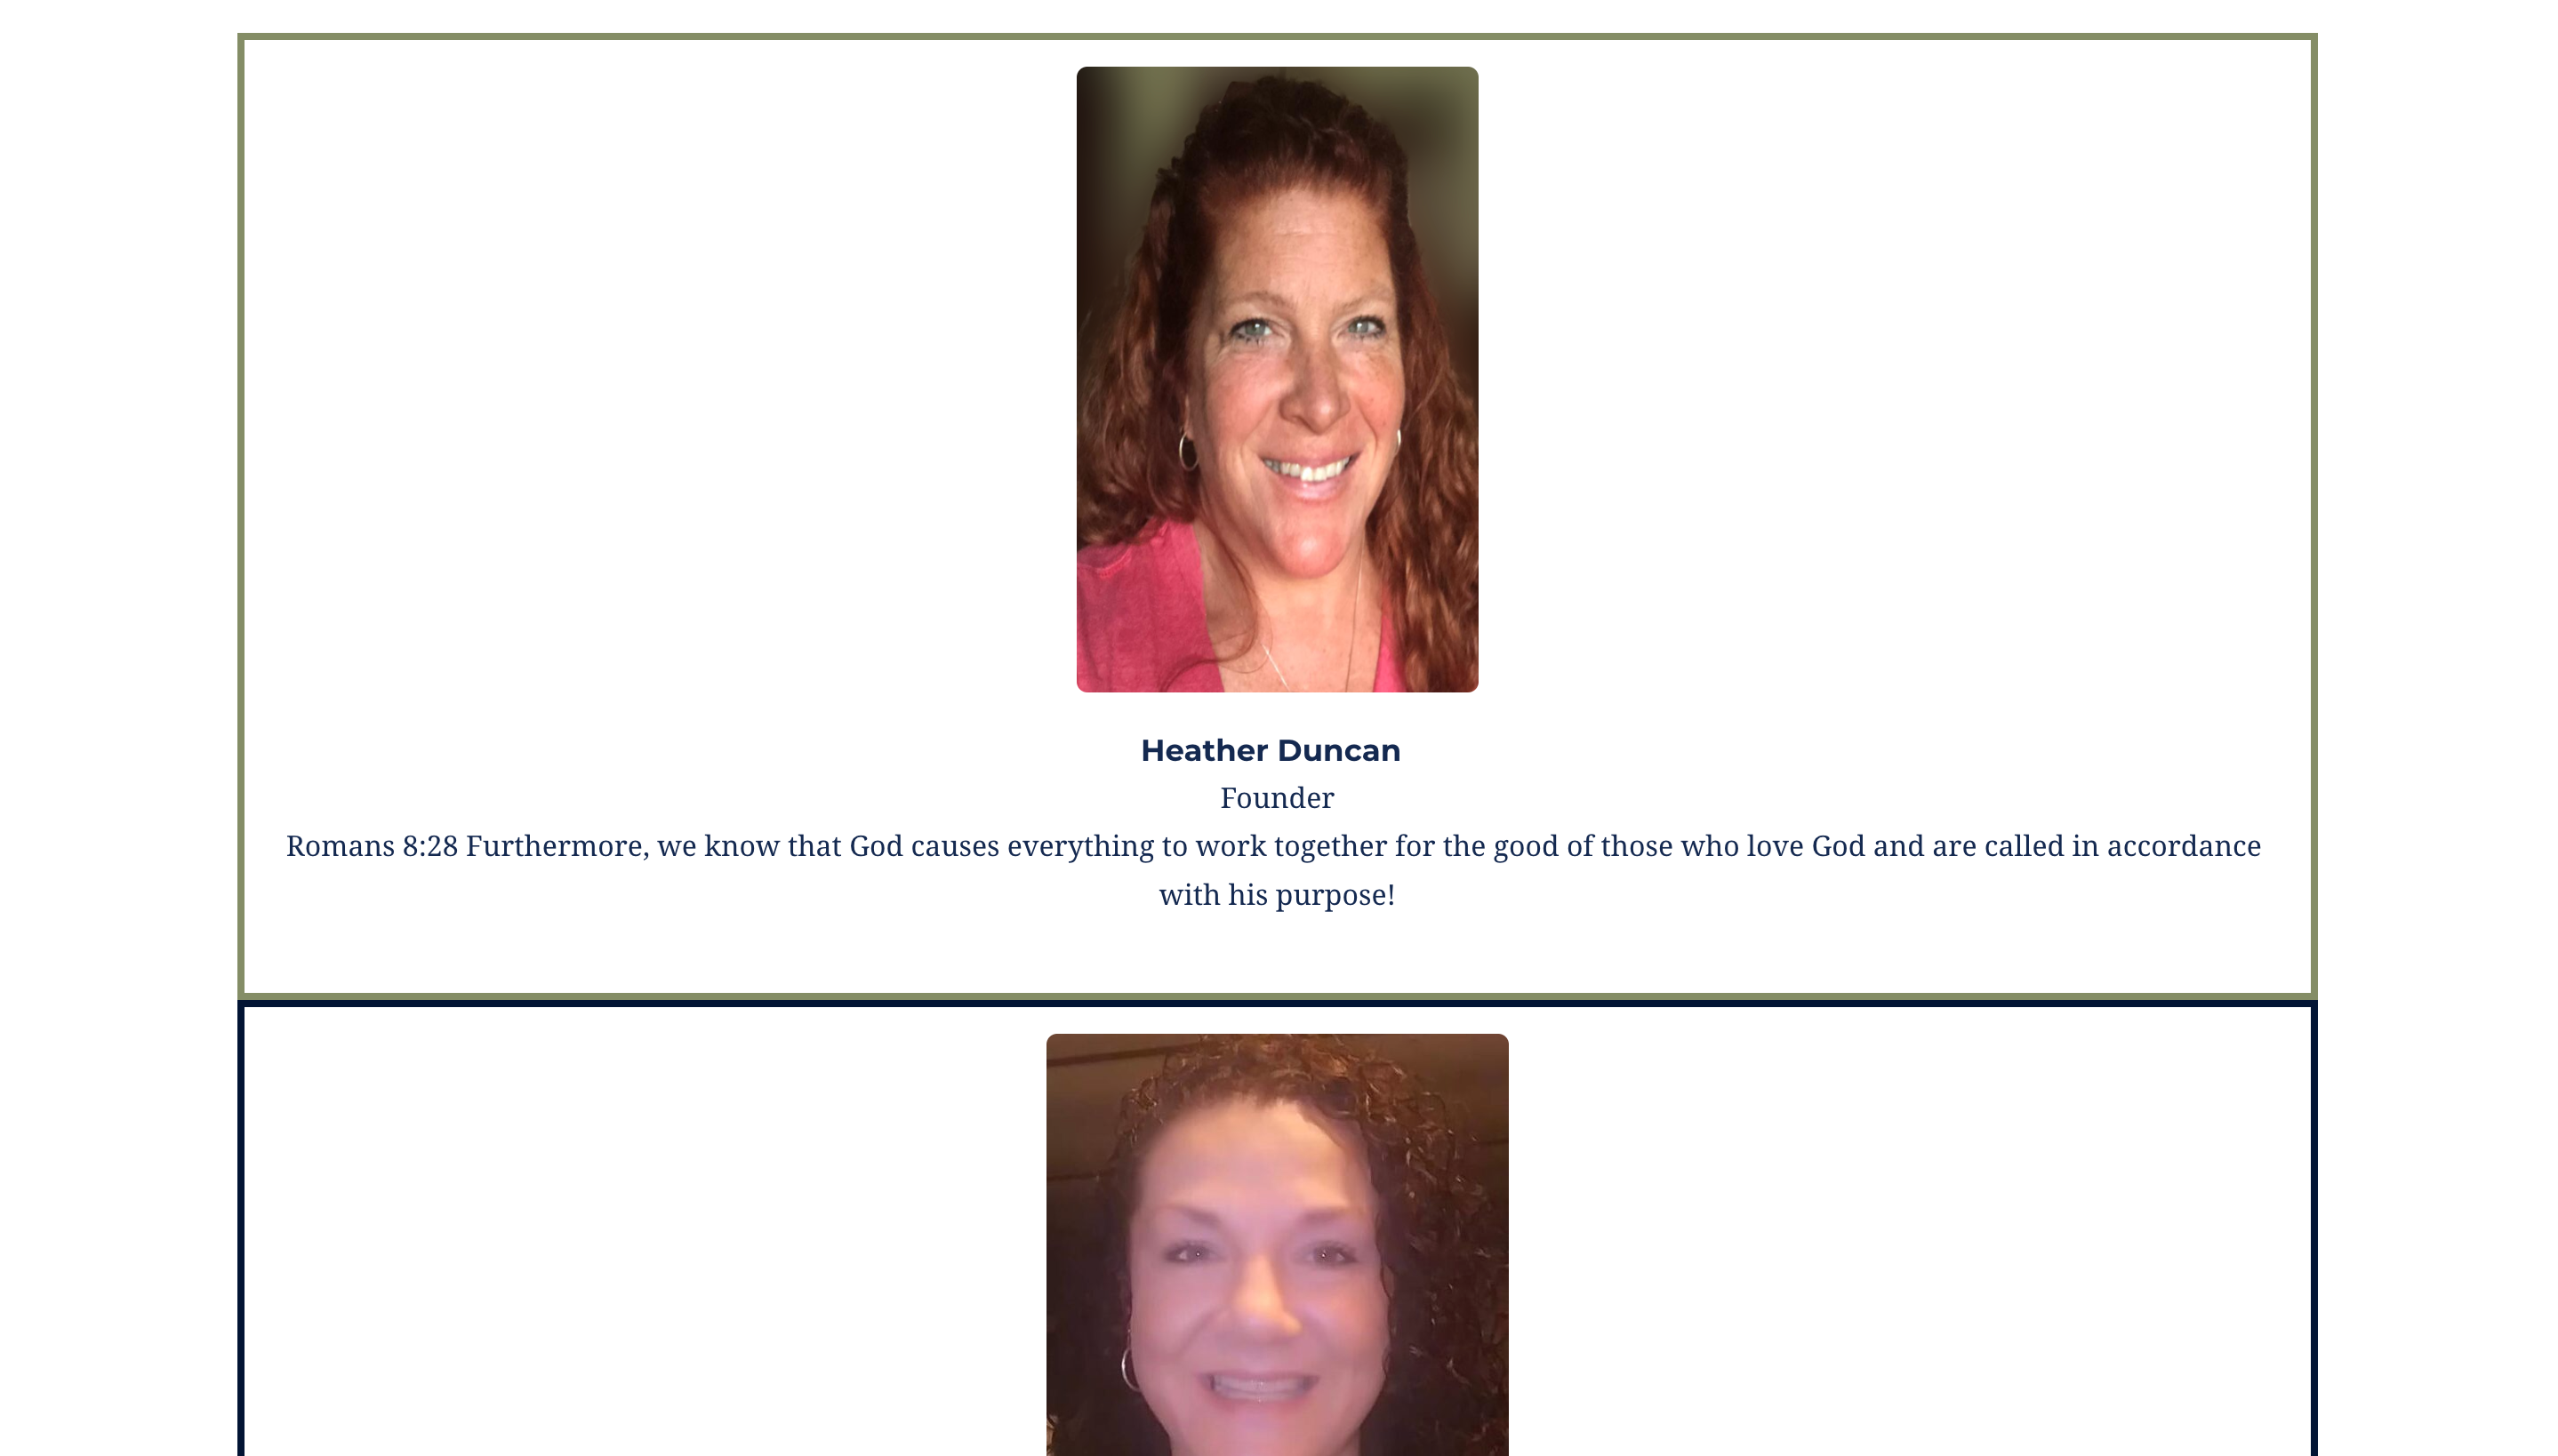 Heather Duncan
Founder
Romans 8:28 Furthermore, we know that God causes everything to work together for the good of those who love God and are called in accordance
with his purpose!